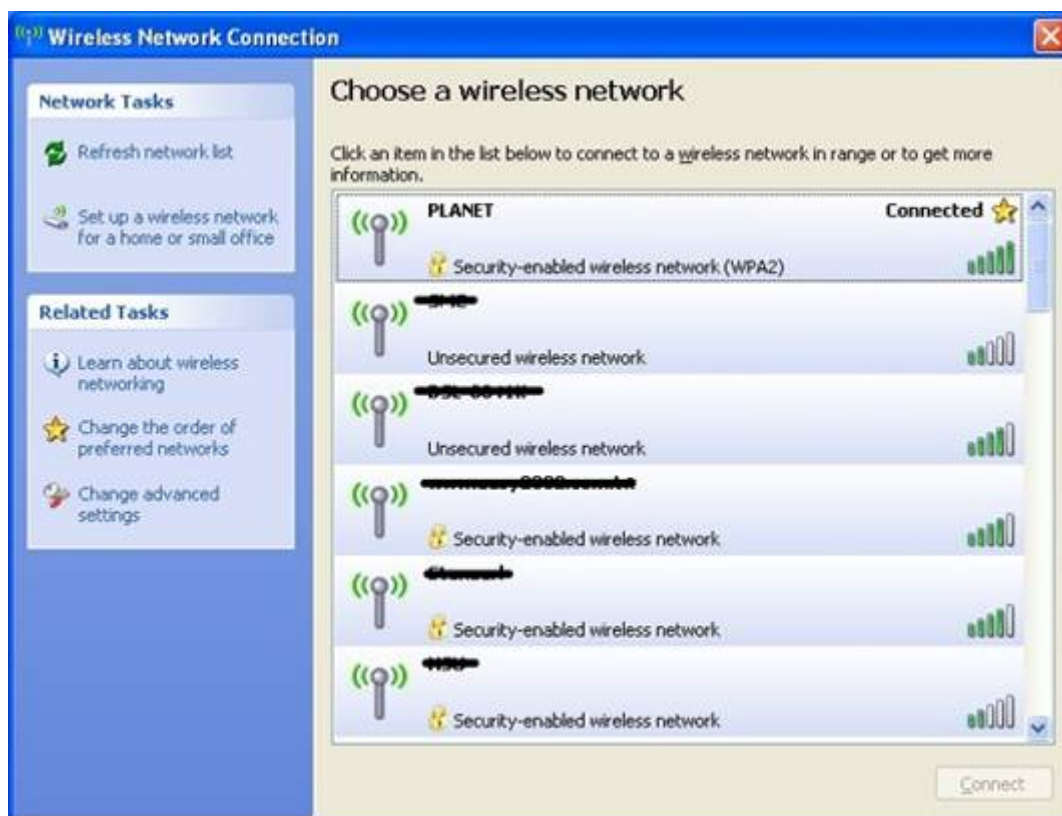 Wireless Network Connection
Network Tasks
Refresh network list
Set up a wireless network
for a home or small office
Related Tasks
Learn about wireless
networking
Change the order of
preferred networks
Change advanced
settings
Choose a wireless network
Click an item in the list below to connect to a wireless network in range or to get more
information.
PLANET Connected
Security-enabled wireless network (WPA2)
Unsecured wireless network
Unsecured wireless network
Security-enabled wireless network
Security-enabled wireless network
Security-enabled wireless network
Connect